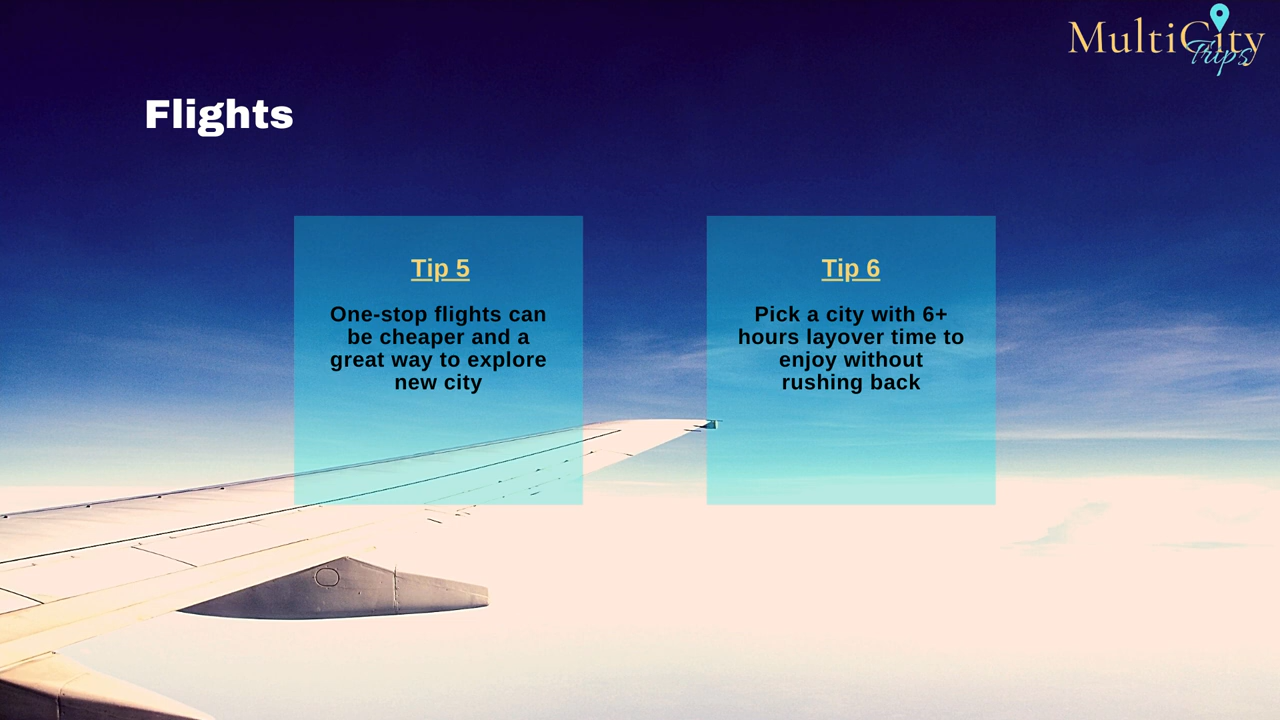 MultiCity
Trips
Flights
Tip 5
One-stop flights can
be cheaper and a
great way to explore
new city
Tip 6
Pick a city with 6+
hours layover time to
enjoy without
rushing back